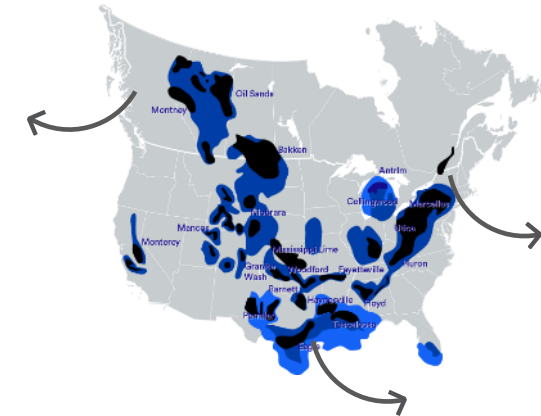 Oil Sands
Montney
Bakken
Antrim
Collingwood
Marcellus
Niobrara
Utica
Mancos
Monterey
Mississippi Lime
Huron
Granite
Wash
Woodford
Fayetteville
Barnett
Haynesville
Floyd
Permian
Tuscaloosa
Eagle